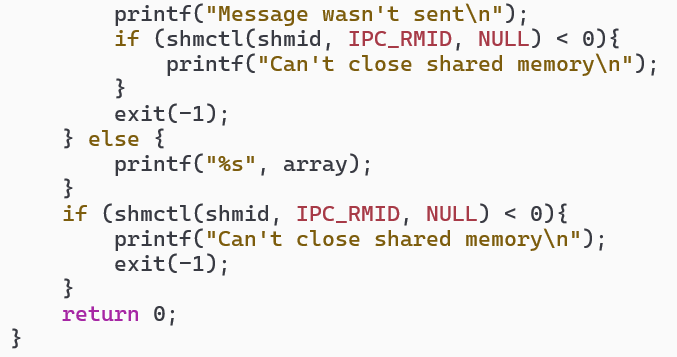 printf("Message wasn't sent\n");
        if (shmctl(shmid, IPC_RMID, NULL) < 0){
            printf("Can't close shared memory\n");
        }
        exit(-1);
    } else {
        printf("%s", array);
    }
    if (shmctl(shmid, IPC_RMID, NULL) < 0){
        printf("Can't close shared memory\n");
        exit(-1);
    }
    return 0;
}